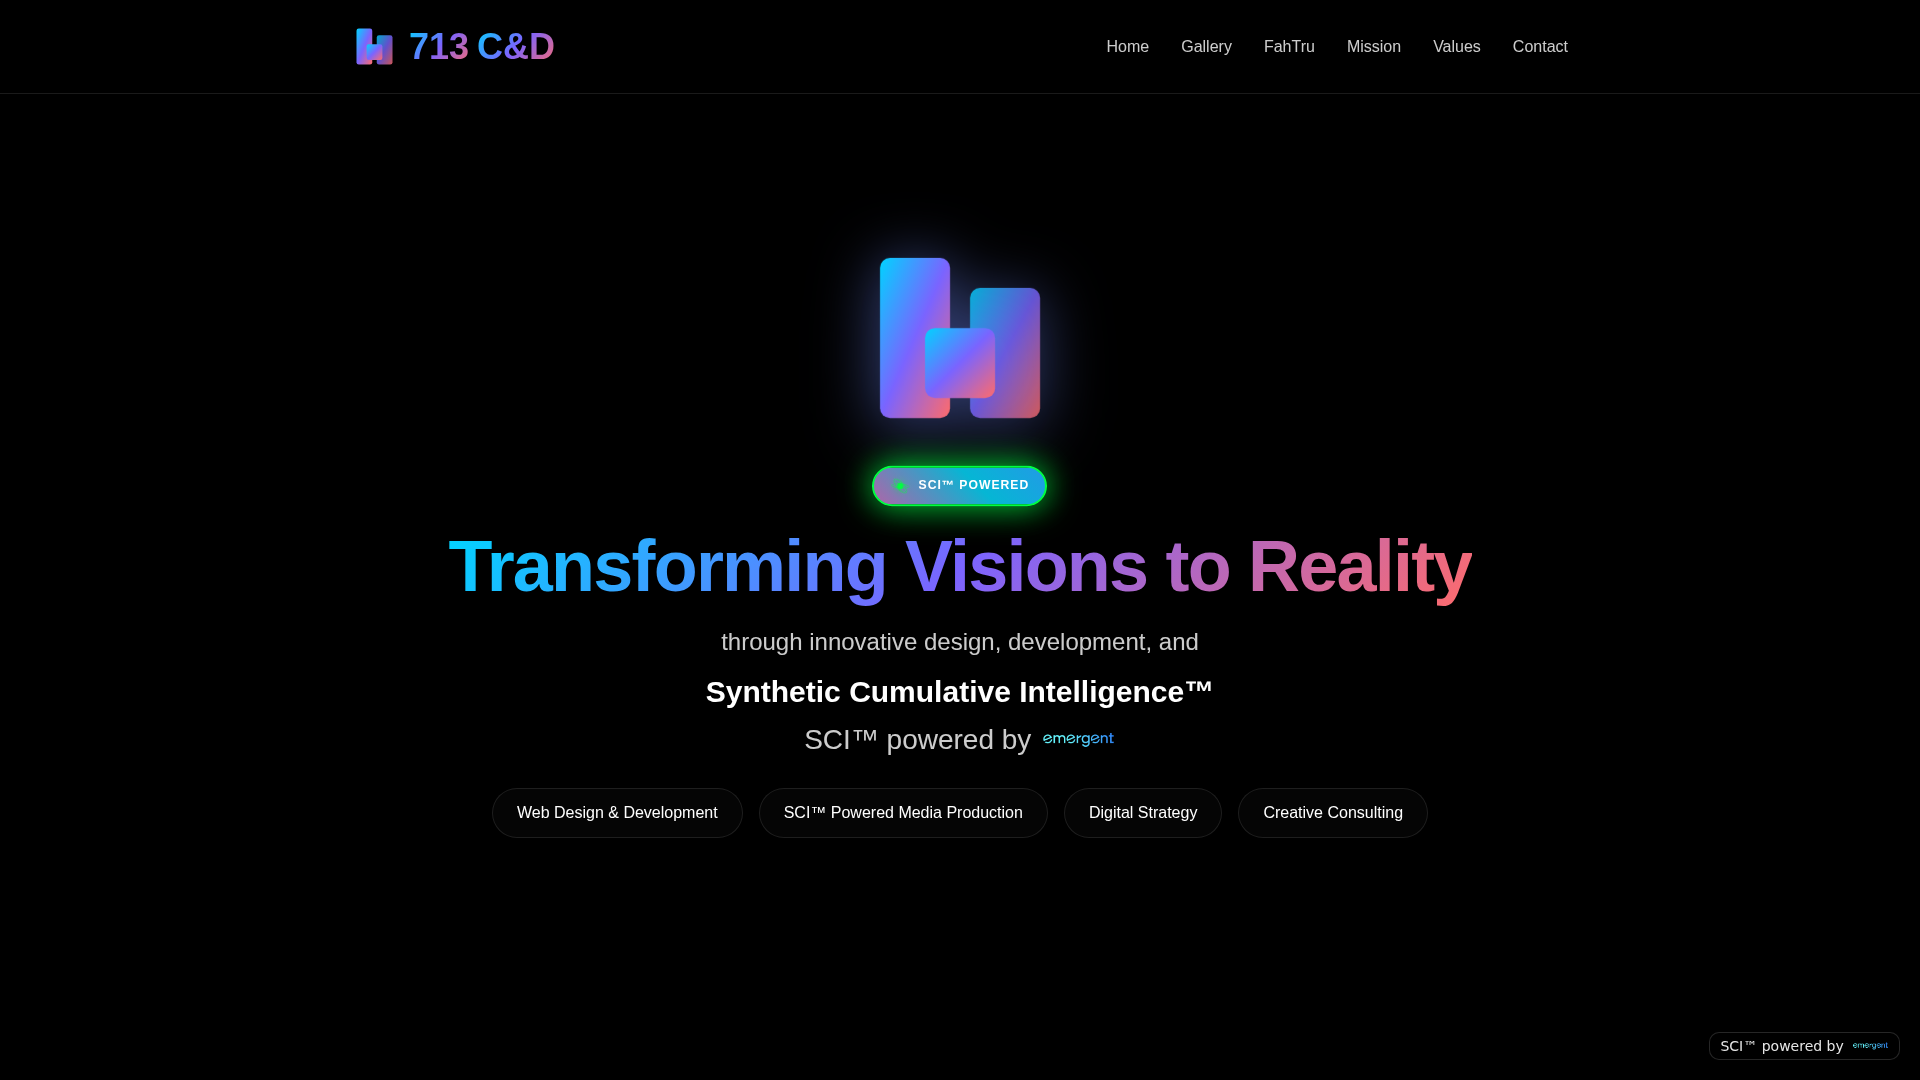 713 C&D
Home
Gallery
FahTru
Mission
Values
Contact
SCI™ POWERED
Transforming Visions to Reality
through innovative design, development, and
Synthetic Cumulative Intelligence™
SCI™ powered by emergent
Web Design & Development
SCI™ Powered Media Production
Digital Strategy
Creative Consulting
SCI™ powered by emergent